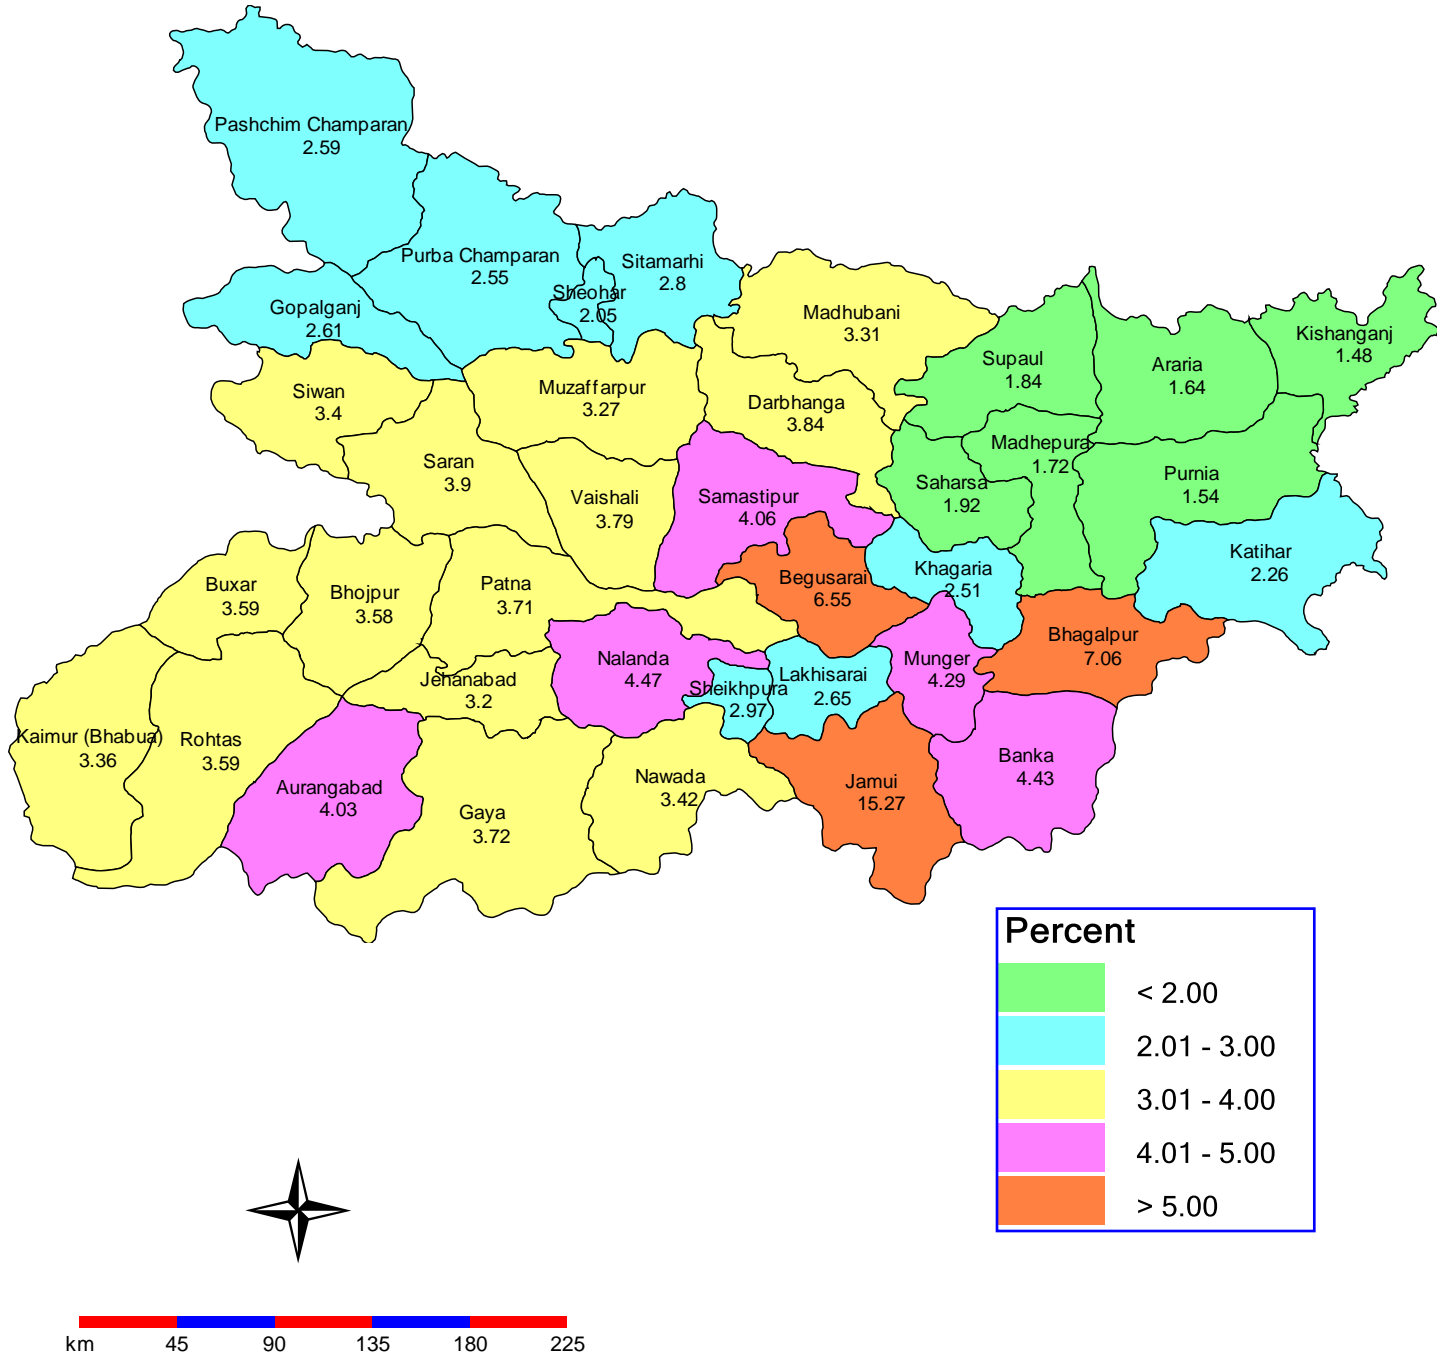 Pashchim Champaran
2.59
Purba Champaran
2.55
Sitamarhi
2.8
Sheohar
2.05
Gopalganj
2.61
Madhubani
3.31
Kishanganj
1.48
Supaul
1.84
Araria
1.64
Siwan
3.4
Muzaffarpur
3.27
Darbhanga
3.84
Madhepura
1.72
Saran
3.9
Vaishali
3.79
Samastipur
4.06
Saharsa
1.92
Purnia
1.54
Katihar
2.26
Buxar
3.59
Bhojpur
3.58
Patna
3.71
Begusarai
6.55
Khagaria
2.51
Bhagalpur
7.06
Nalanda
4.47
Munger
4.29
Jehanabad
3.2
Sheikhpura
2.97
Lakhisarai
2.65
Kaimur (Bhabua)
3.36
Rohtas
3.59
Aurangabad
4.03
Gaya
3.72
Nawada
3.42
Jamui
15.27
Banka
4.43
Percent
< 2.00
2.01 - 3.00
3.01 - 4.00
4.01 - 5.00
> 5.00
km 45 90 135 180 225